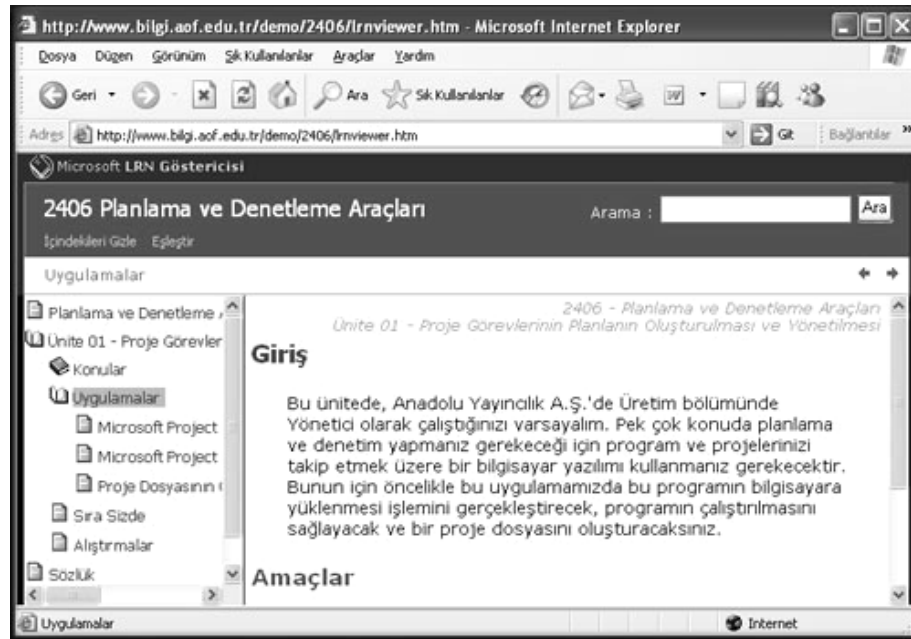 http://www.bilgi.aof.edu.tr/demo/2406/lrnviewer.htm - Microsoft Internet Explorer
Dosya Düzen Görünüm Sık Kullanılanlar Araçlar Yardım
Geri Ara Sık Kullanılanlar
Adres http://www.bilgi.aof.edu.tr/demo/2406/lrnviewer.htm Git Bağlantılar »
Microsoft LRN Göstericisi
2406 Planlama ve Denetleme Araçları Arama : Ara
İçindekileri Gizle Eşleştir
Uygulamalar
Planlama ve Denetleme
Ünite 01 - Proje Görevler
Konular
Uygulamalar
Microsoft Project
Microsoft Project
Proje Dosyasının
Sıra Sizde
Alıştırmalar
Sözlük
2406 - Planlama ve Denetleme Araçları
Ünite 01 - Proje Görevlerinin Planlanın Oluşturulması ve Yönetilmesi
Giriş
Bu ünitede, Anadolu Yayıncılık A.Ş.'de Üretim bölümünde
Yönetici olarak çalıştığınızı varsayalım. Pek çok konuda planlama
ve denetim yapmanız gerekeceği için program ve projelerinizi
takip etmek üzere bir bilgisayar yazılımı kullanmanız gerekecektir.
Bunun için öncelikle bu uygulamamızda bu programın bilgisayara
yüklenmesi işlemini gerçekleştirecek, programın çalıştırılmasını
sağlayacak ve bir proje dosyasını oluşturacaksınız.
Amaçlar
Uygulamalar Internet